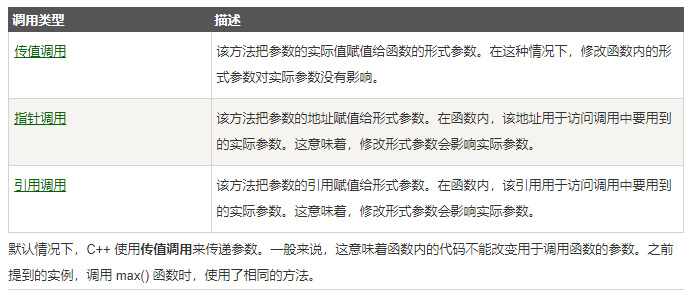 调用类型 描述
传值调用 该方法把参数的实际值赋值给函数的形式参数。在这种情况下，修改函数内的形
式参数对实际参数没有影响。
指针调用 该方法把参数的地址赋值给形式参数。在函数内，该地址用于访问调用中要用到
的实际参数。这意味着，修改形式参数会影响实际参数。
引用调用 该方法把参数的引用赋值给形式参数。在函数内，该引用用于访问调用中要用到
的实际参数。这意味着，修改形式参数会影响实际参数。
默认情况下，C++ 使用传值调用来传递参数。一般来说，这意味着函数内的代码不能改变用于调用函数的参数。之前
提到的实例，调用 max() 函数时，使用了相同的方法。